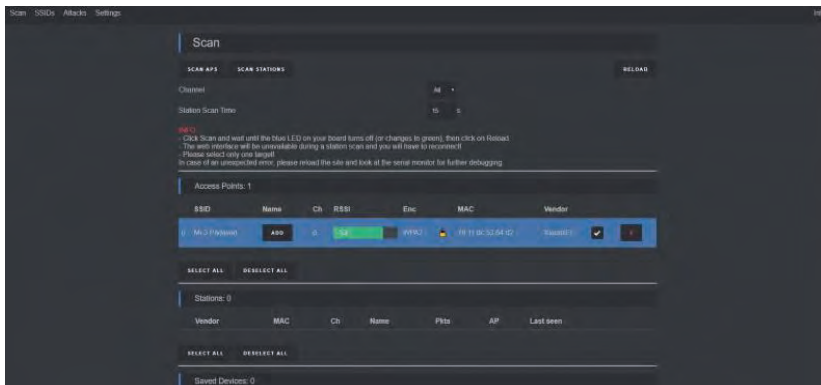 Scan SSIDs Attacks Settings
Scan
SCAN APS SCAN STATIONS RELOAD
Channel All
Station Scan Time 15 s
INFO:
- Click Scan and wait until the blue LED on your board turns off (or changes to green), then click on Reload.
- The web interface will be unavailable during a station scan and you will have to reconnect!
- Please select only one target!
In case of an unexpected error, please reload the site and look at the serial monitor for further debugging.
Access Points: 1
SSID Name Ch RSSI Enc MAC Vendor
0 ADD WPA2
SELECT ALL DESELECT ALL
Stations: 0
Vendor MAC Ch Name Pkts AP Last seen
SELECT ALL DESELECT ALL
Saved Devices: 0